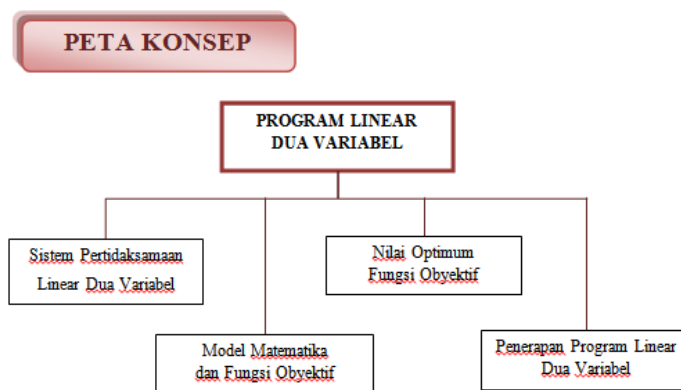 PETA KONSEP
PROGRAM LINEAR
DUA VARIABEL
Sistem Pertidaksamaan
Linear Dua Variabel
Nilai Optimum
Fungsi Obyektif
Model Matematika
dan Fungsi Obyektif
Penerapan Program Linear
Dua Variabel